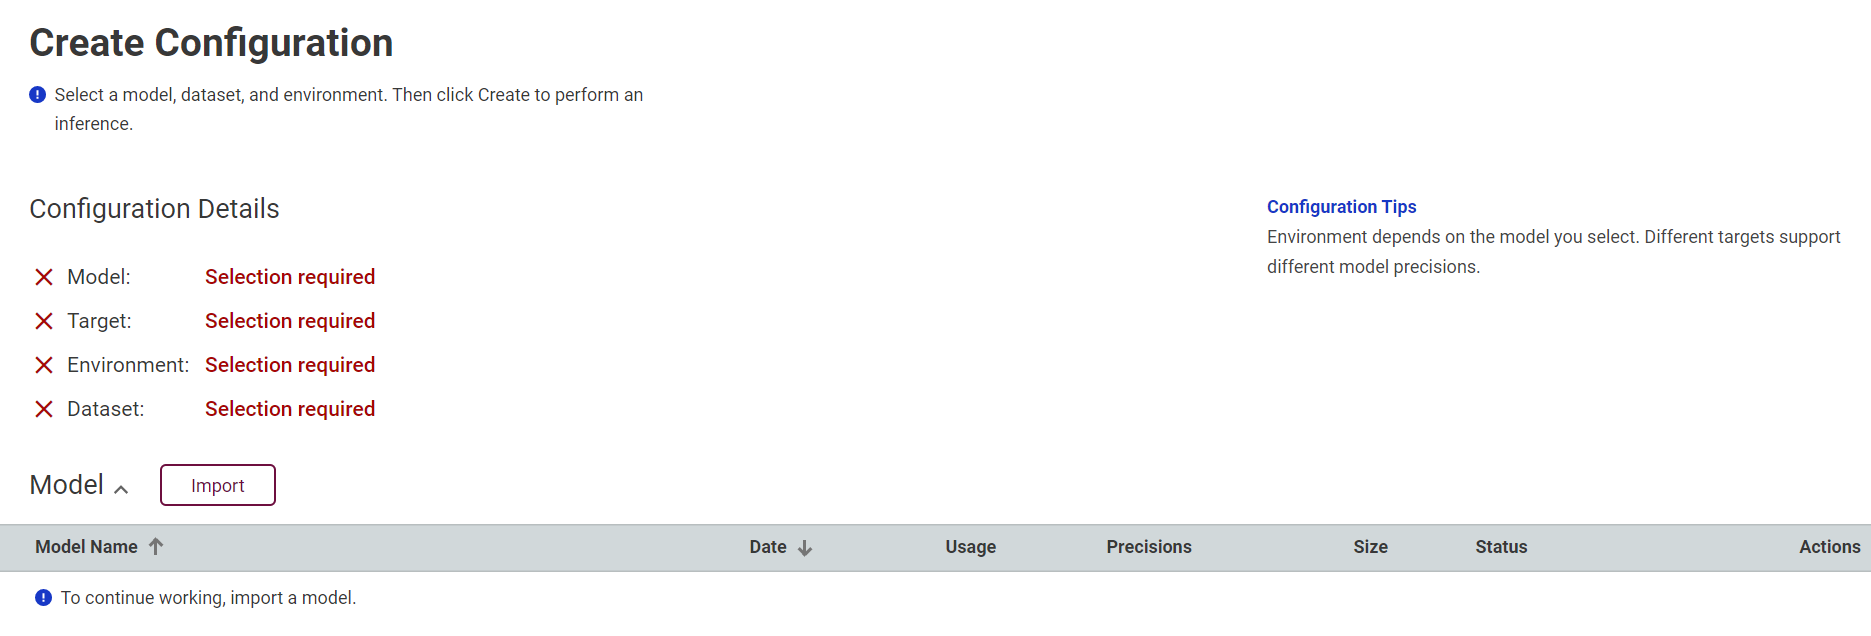 Create Configuration
Select a model, dataset, and environment. Then click Create to perform an
inference.
Configuration Details
Configuration Tips
Environment depends on the model you select. Different targets support
different model precisions.
Model: Selection required
Target: Selection required
Environment: Selection required
Dataset: Selection required
Model Import
Model Name Date Usage Precisions Size Status Actions
To continue working, import a model.